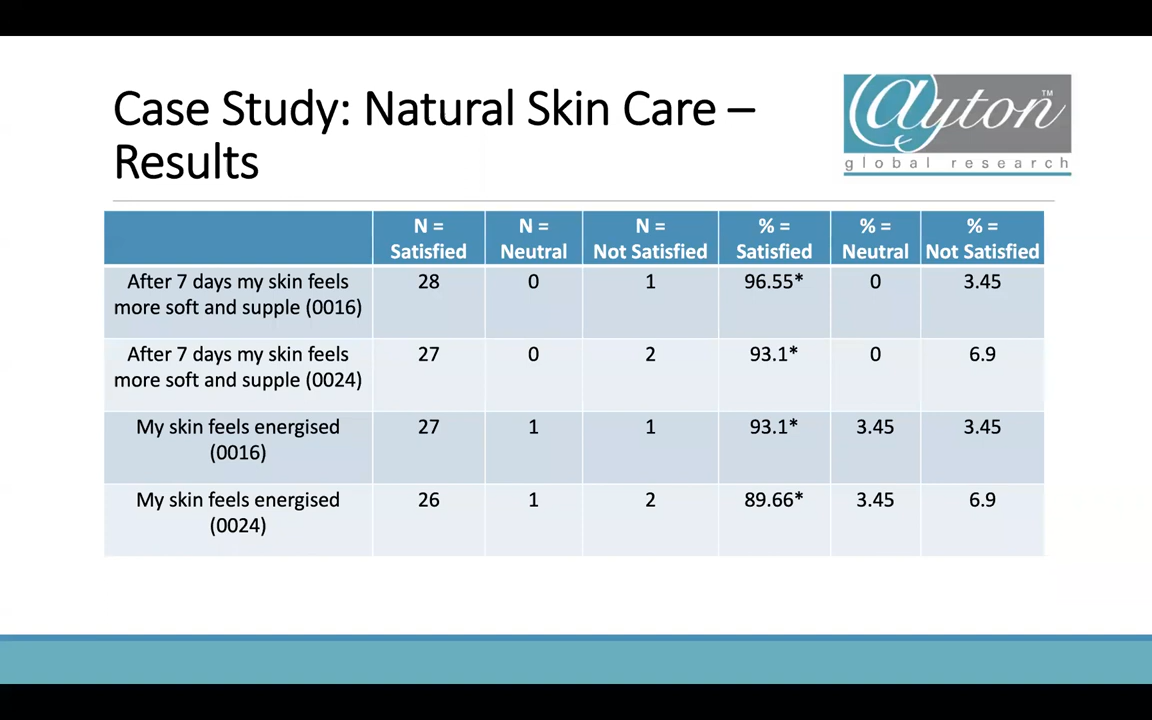 Case Study: Natural Skin Care –
Results
@yton™
global research
N = Satisfied
N = Neutral
N = Not Satisfied
% = Satisfied
% = Neutral
% = Not Satisfied
After 7 days my skin feels
more soft and supple (0016)
28 0 1 96.55* 0 3.45
After 7 days my skin feels
more soft and supple (0024)
27 0 2 93.1* 0 6.9
My skin feels energised
(0016)
27 1 1 93.1* 3.45 3.45
My skin feels energised
(0024)
26 1 2 89.66* 3.45 6.9